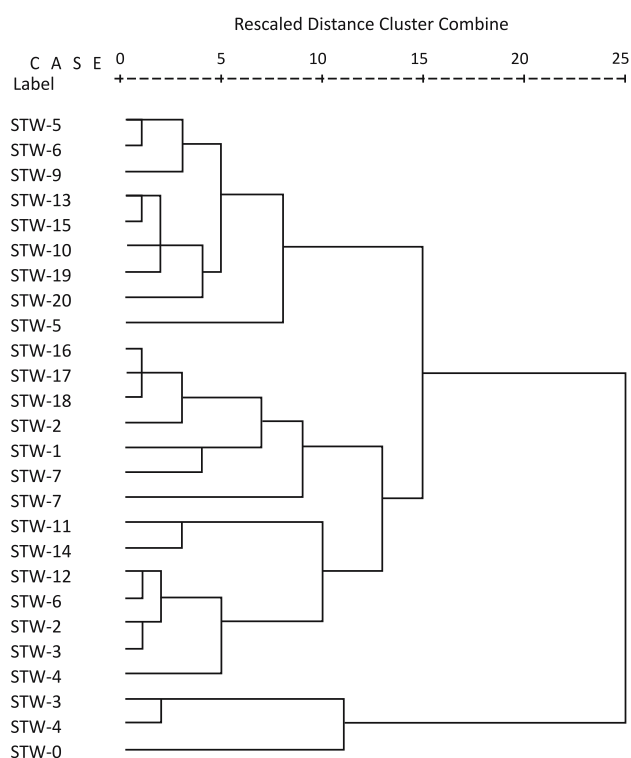 Rescaled Distance Cluster Combine
C A S E 0 5 10 15 20 25
Label
STW-5
STW-6
STW-9
STW-13
STW-15
STW-10
STW-19
STW-20
STW-5
STW-16
STW-17
STW-18
STW-2
STW-1
STW-7
STW-7
STW-11
STW-14
STW-12
STW-6
STW-2
STW-3
STW-4
STW-3
STW-4
STW-0